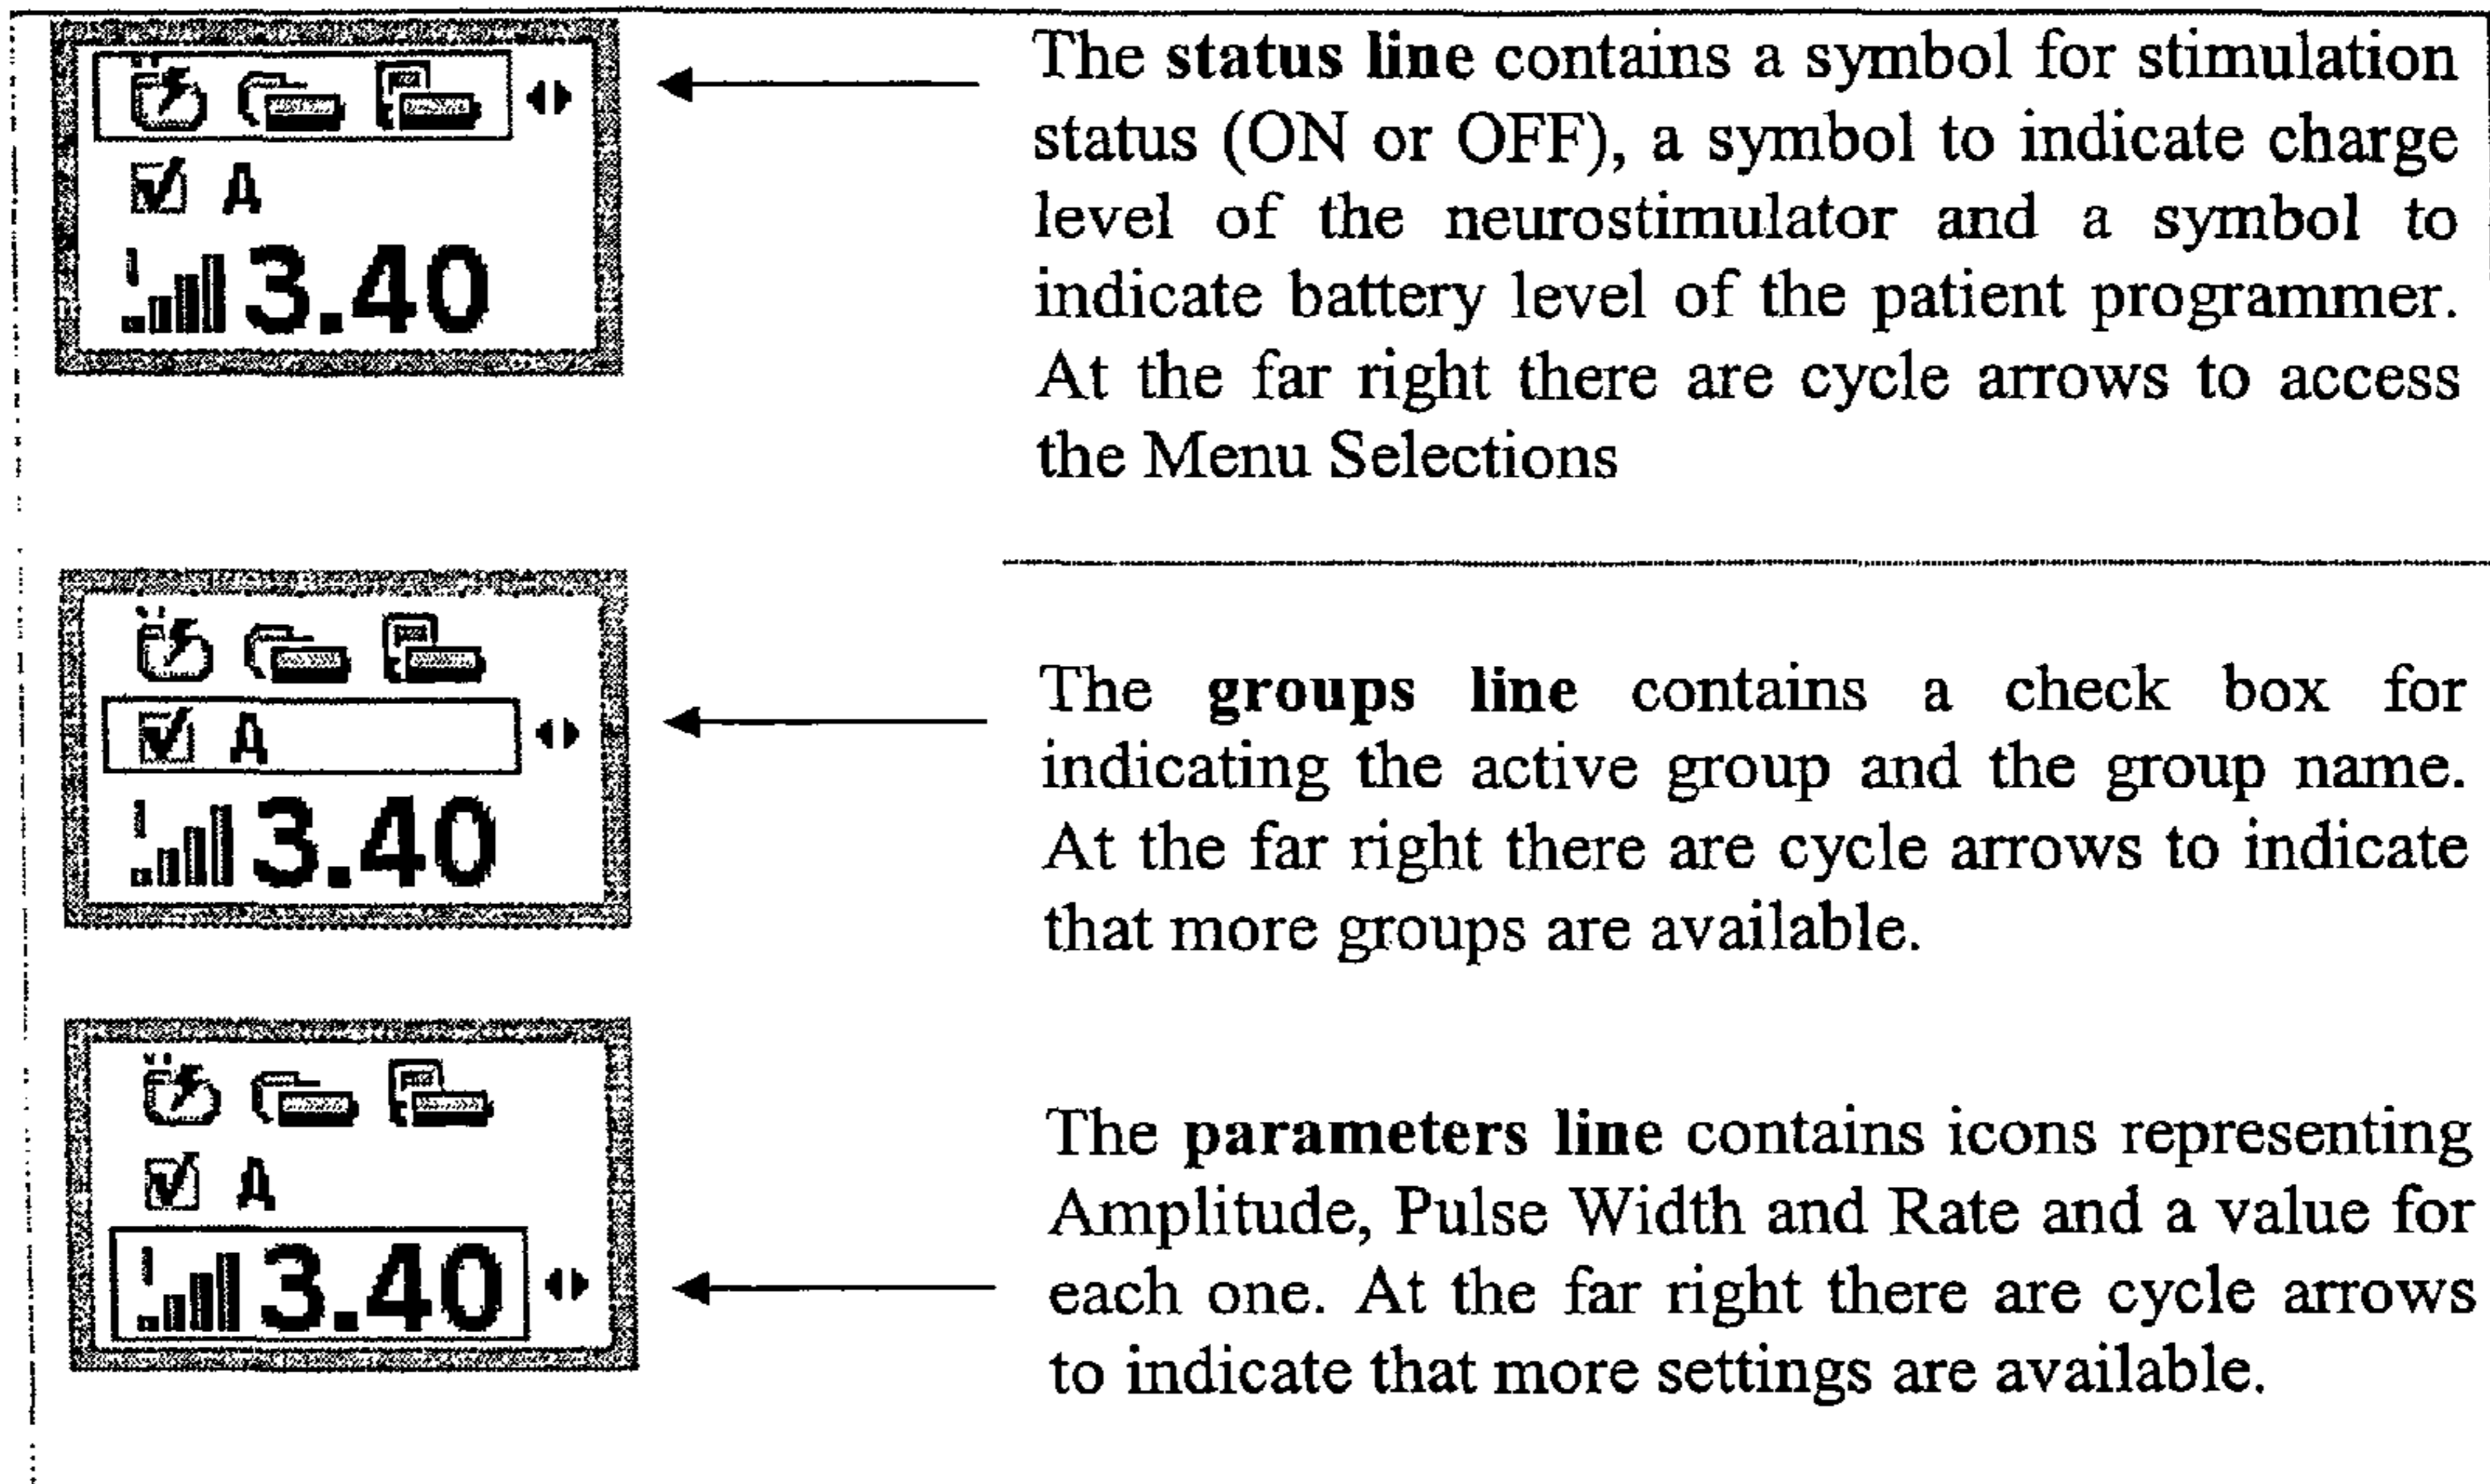 The status line contains a symbol for stimulation
status (ON or OFF), a symbol to indicate charge
level of the neurostimulator and a symbol to
indicate battery level of the patient programmer.
At the far right there are cycle arrows to access
the Menu Selections
A
3.40
The groups line contains a check box for
indicating the active group and the group name.
At the far right there are cycle arrows to indicate
that more groups are available.
A
3.40
The parameters line contains icons representing
Amplitude, Pulse Width and Rate and a value for
each one. At the far right there are cycle arrows
to indicate that more settings are available.
A
3.40